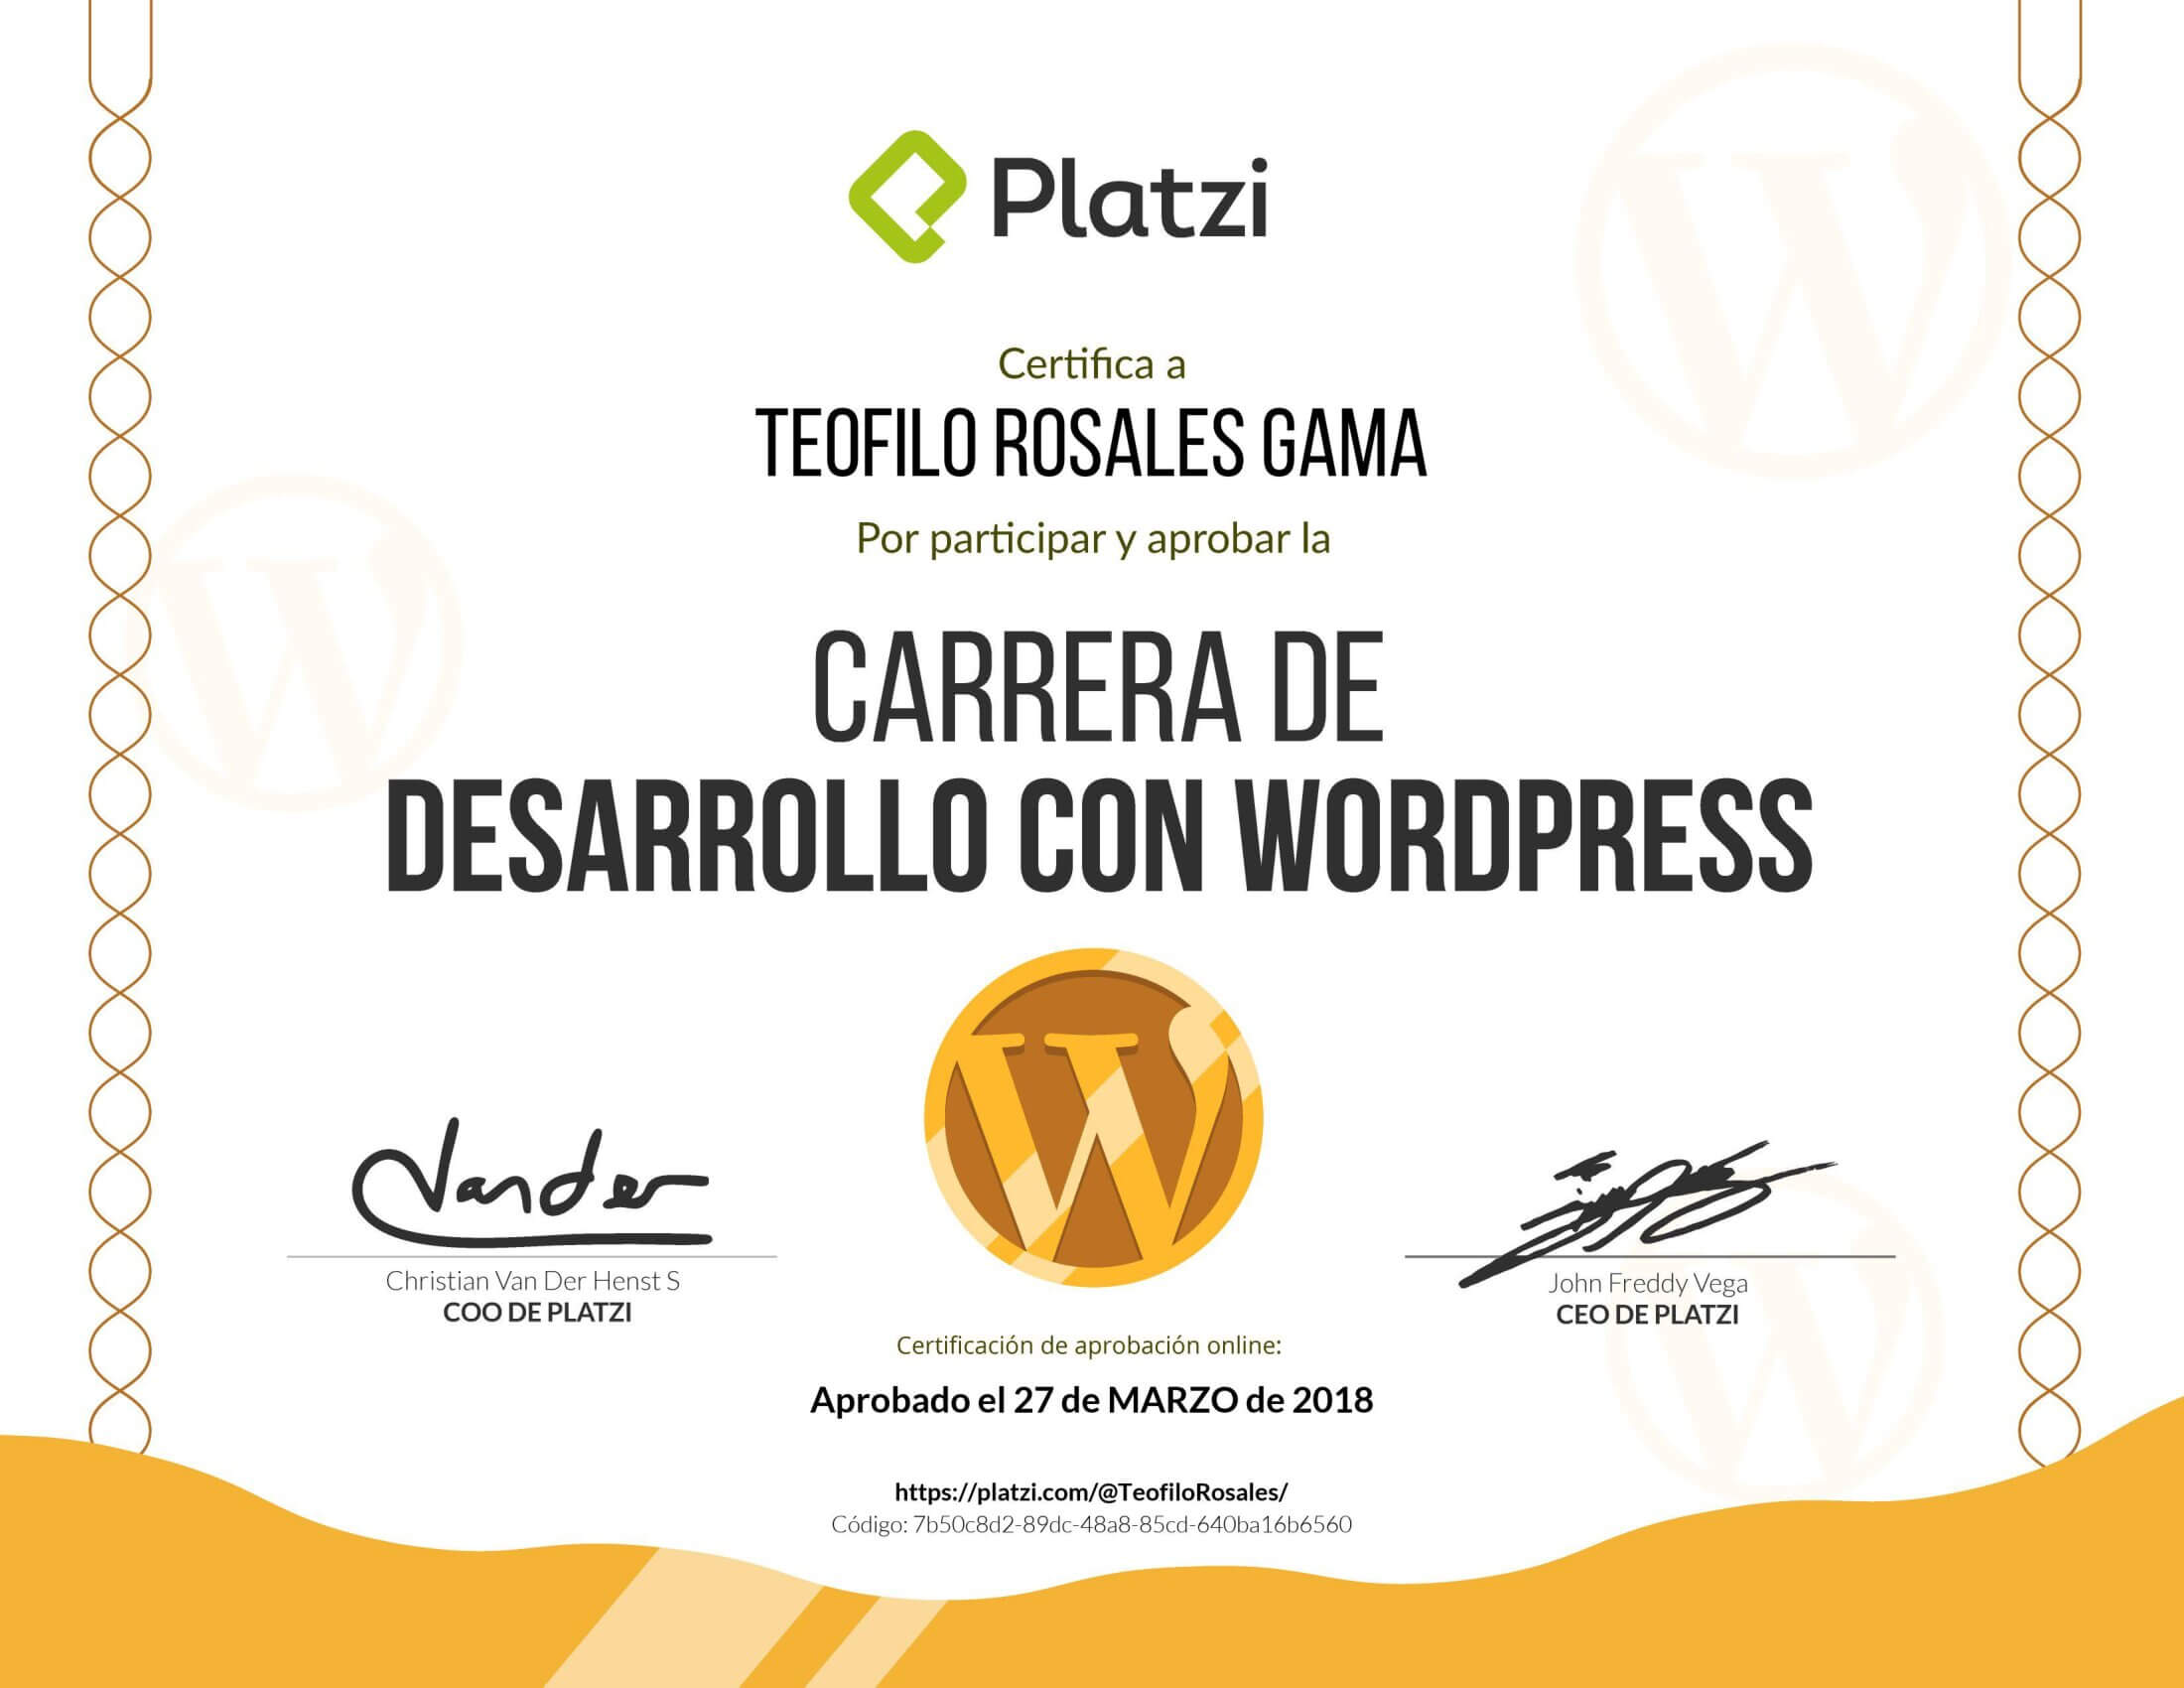 Platzi
Certifica a
TEOFILO ROSALES GAMA
Por participar y aprobar la
CARRERA DE
DESARROLLO CON WORDPRESS
Vander
Christian Van Der Henst S
COO DE PLATZI
John Freddy Vega
CEO DE PLATZI
Certificación de aprobación online:
Aprobado el 27 de MARZO de 2018
https://platzi.com/@TeofiloRosales/
Código: 7b50c8d2-89dc-48a8-85cd-640ba16b6560